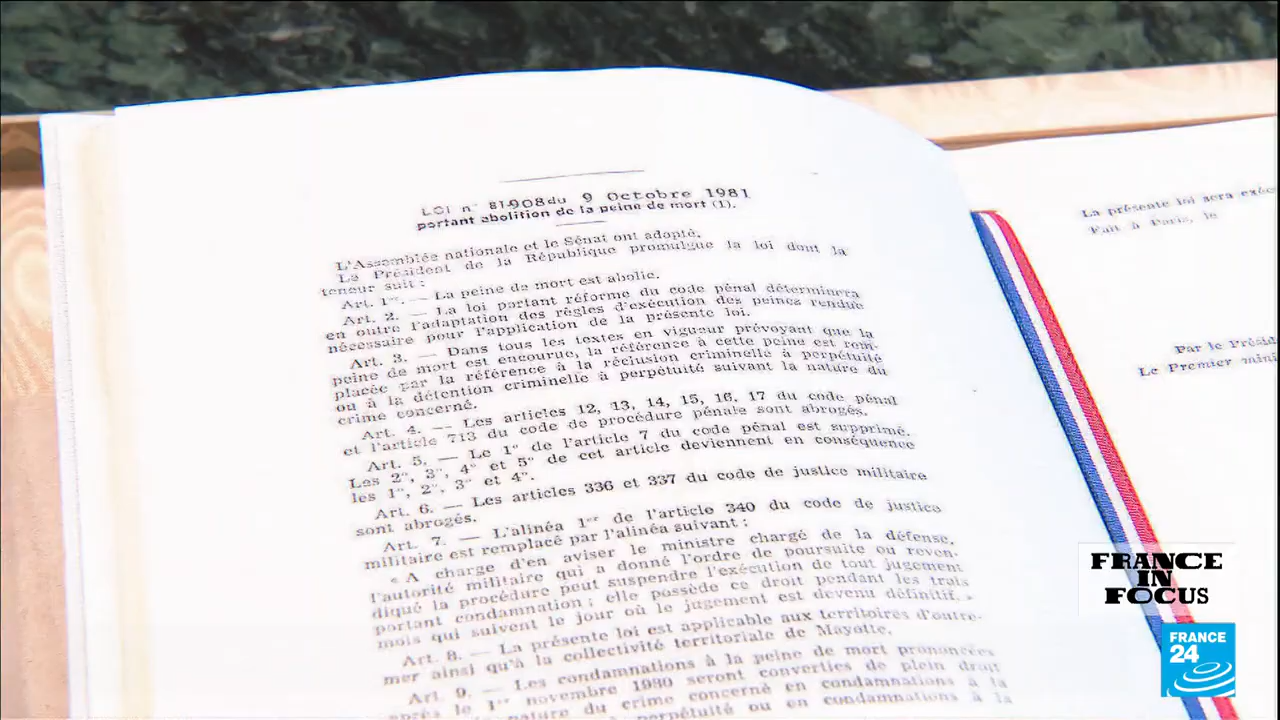 LOI n° 81-908 du 9 Octobre 1981
portant abolition de la peine de mort (1).
L'Assemblée nationale et le Sénat ont adopté.
Le Président de la République promulgue la loi dont la
teneur suit :
Art. 1er. — La peine de mort est abolie.
Art. 2. — La loi portant réforme du code pénal déterminera
en outre l'adaptation des règles d'exécution des peines rendue
nécessaire pour l'application de la présente loi.
Art. 3. — Dans tous les textes en vigueur prévoyant que la
peine de mort est encourue, la référence à cette peine est rem-
placée par la référence à la réclusion criminelle à perpétuité
ou à la détention criminelle à perpétuité suivant la nature du
crime concerné.
Art. 4. — Les articles 12, 13, 14, 15, 16, 17 du code pénal
et l'article 713 du code de procédure pénale sont abrogés.
Art. 5. — Le 1° de l'article 7 du code pénal est supprimé.
Les 2°, 3°, 4° et 5° de cet article deviennent en conséquence
les 1°, 2°, 3° et 4°.
Art. 6. — Les articles 336 et 337 du code de justice militaire
sont abrogés.
Art. 7. — L'alinéa 1er de l'article 340 du code de justice
militaire est remplacé par l'alinéa suivant :
« A charge d'en aviser le ministre chargé de la défense,
l'autorité militaire qui a donné l'ordre de poursuite ou reven-
diqué la procédure peut suspendre l'exécution de tout jugement
portant condamnation ; elle possède ce droit pendant les trois
mois qui suivent le jour où le jugement est devenu définitif. »
Art. 8. — La présente loi est applicable aux territoires d'outre-
mer ainsi qu'à la collectivité territoriale de Mayotte.
Art. 9. — Les condamnations à la peine de mort prononcées
après le 1er novembre 1980 seront converties de plein droit
nature du crime concerné en condamnations à la
perpétuité ou en condamnations à la
La présente loi sera exéc
Fait à Paris, le
Par le Présid
Le Premier mini
FRANCE
IN
FOCUS
FRANCE
24